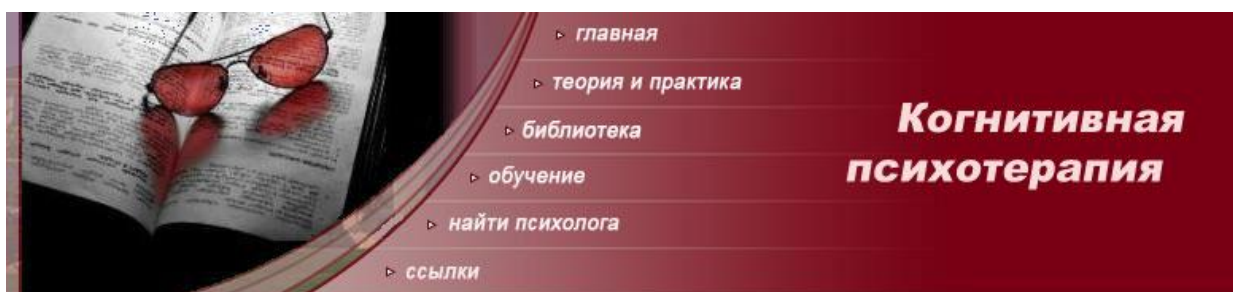 главная
теория и практика
библиотека
обучение
найти психолога
ссылки
Когнитивная
психотерапия